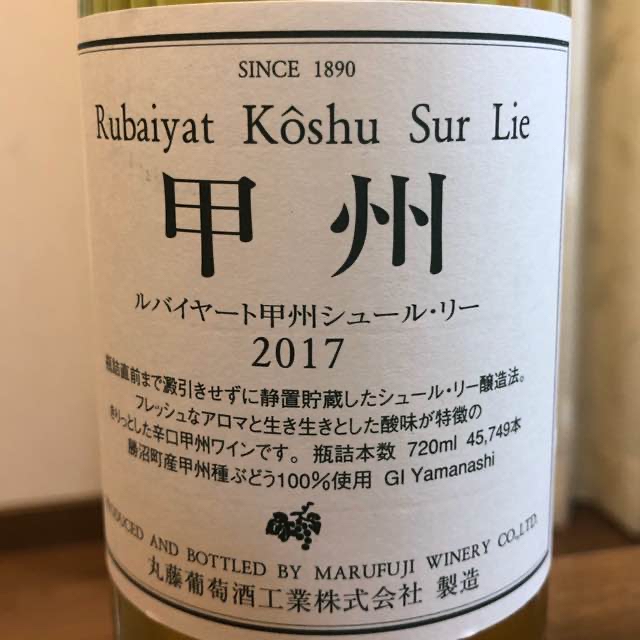 SINCE 1890
Rubaiyat Kôshu Sur Lie
甲州
ルバイヤート甲州シュール・リー
2017
瓶詰直前まで澱引きせずに静置貯蔵したシュール・リー醸造法。
フレッシュなアロマと生き生きとした酸味が特徴の
きりっとした辛口甲州ワインです。 瓶詰本数 720ml 45,749本
勝沼町産甲州種ぶどう100%使用 GI Yamanashi
PRODUCED AND BOTTLED BY MARUFUJI WINERY CO.,LTD.
丸藤葡萄酒工業株式会社 製造